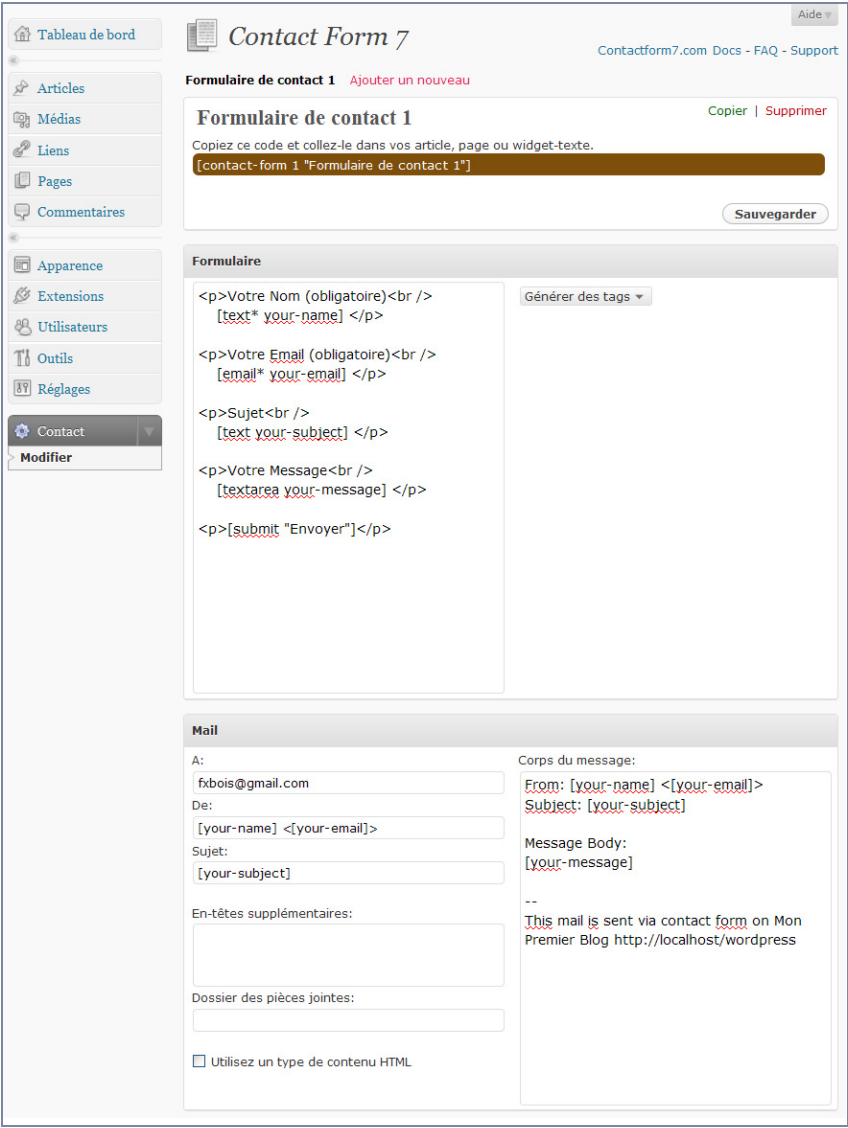 Aide
Tableau de bord
Contact Form 7
Contactform7.com Docs - FAQ - Support
Formulaire de contact 1 Ajouter un nouveau
Articles
Médias
Liens
Pages
Commentaires
Apparence
Extensions
Utilisateurs
Outils
Réglages
Contact
Modifier
Formulaire de contact 1
Copier | Supprimer
Copiez ce code et collez-le dans vos article, page ou widget-texte.
[contact-form 1 "Formulaire de contact 1"]
Sauvegarder
Formulaire
<p>Votre Nom (obligatoire)<br />
[text* your-name] </p>
<p>Votre Email (obligatoire)<br />
[email* your-email] </p>
<p>Sujet<br />
[text your-subject] </p>
<p>Votre Message<br />
[textarea your-message] </p>
<p>[submit "Envoyer"]</p>
Générer des tags
Mail
A:
fxbois@gmail.com
De:
[your-name] <[your-email]>
Sujet:
[your-subject]
En-têtes supplémentaires:
Dossier des pièces jointes:
Utilisez un type de contenu HTML
Corps du message:
From: [your-name] <[your-email]>
Subject: [your-subject]
Message Body:
[your-message]
--
This mail is sent via contact form on Mon
Premier Blog http://localhost/wordpress